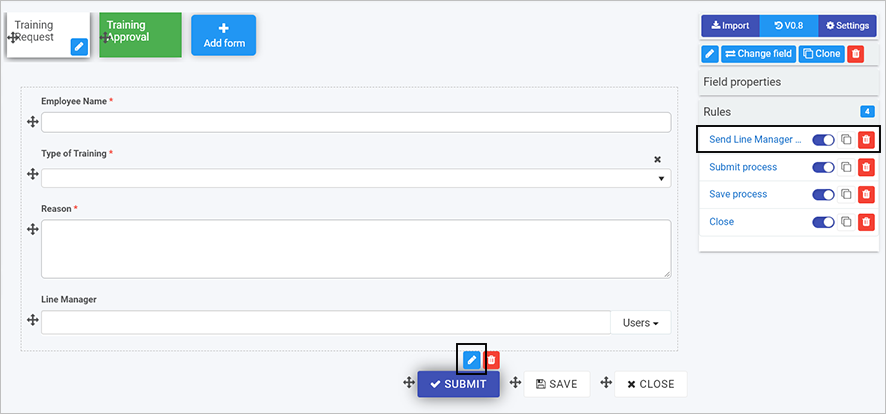 Training
Request
Training
Approval
Add form
Import
V0.8
Settings
Change field
Clone
Field properties
Rules
4
Send Line Manager ...
Submit process
Save process
Close
Employee Name *
Type of Training *
Reason *
Line Manager
Users
SUBMIT
SAVE
CLOSE